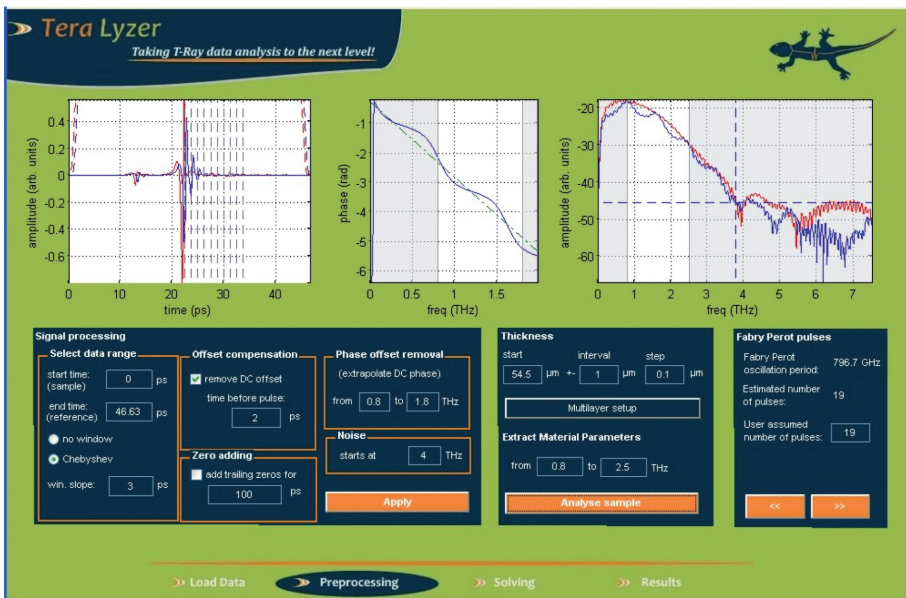 Tera Lyzer
Taking T-Ray data analysis to the next level!
amplitude (arb. units)
0.4
0.2
0
-0.2
-0.4
-0.6
0 10 20 30 40
time (ps)
phase (rad)
-1
-2
-3
-4
-5
-6
0 0.5 1 1.5
freq (THz)
amplitude (arb. units)
-20
-30
-40
-50
-60
0 1 2 3 4 5 6 7
freq (THz)
Signal processing
Select data range
start time: (sample) 0 ps
end time: (reference) 46.63 ps
no window
Chebyshev
win. slope: 3 ps
Offset compensation
remove DC offset
time before pulse:
2 ps
Zero adding
add trailing zeros for
100 ps
Phase offset removal
(extrapolate DC phase)
from 0.8 to 1.8 THz
Noise
starts at 4 THz
Apply
Thickness
start interval step
54.5 µm +- 1 µm 0.1 µm
Multilayer setup
Extract Material Parameters
from 0.8 to 2.5 THz
Analyse sample
Fabry Perot pulses
Fabry Perot oscillation period: 796.7 GHz
Estimated number of pulses: 19
User assumed number of pulses: 19
<< >>
Load Data Preprocessing Solving Results